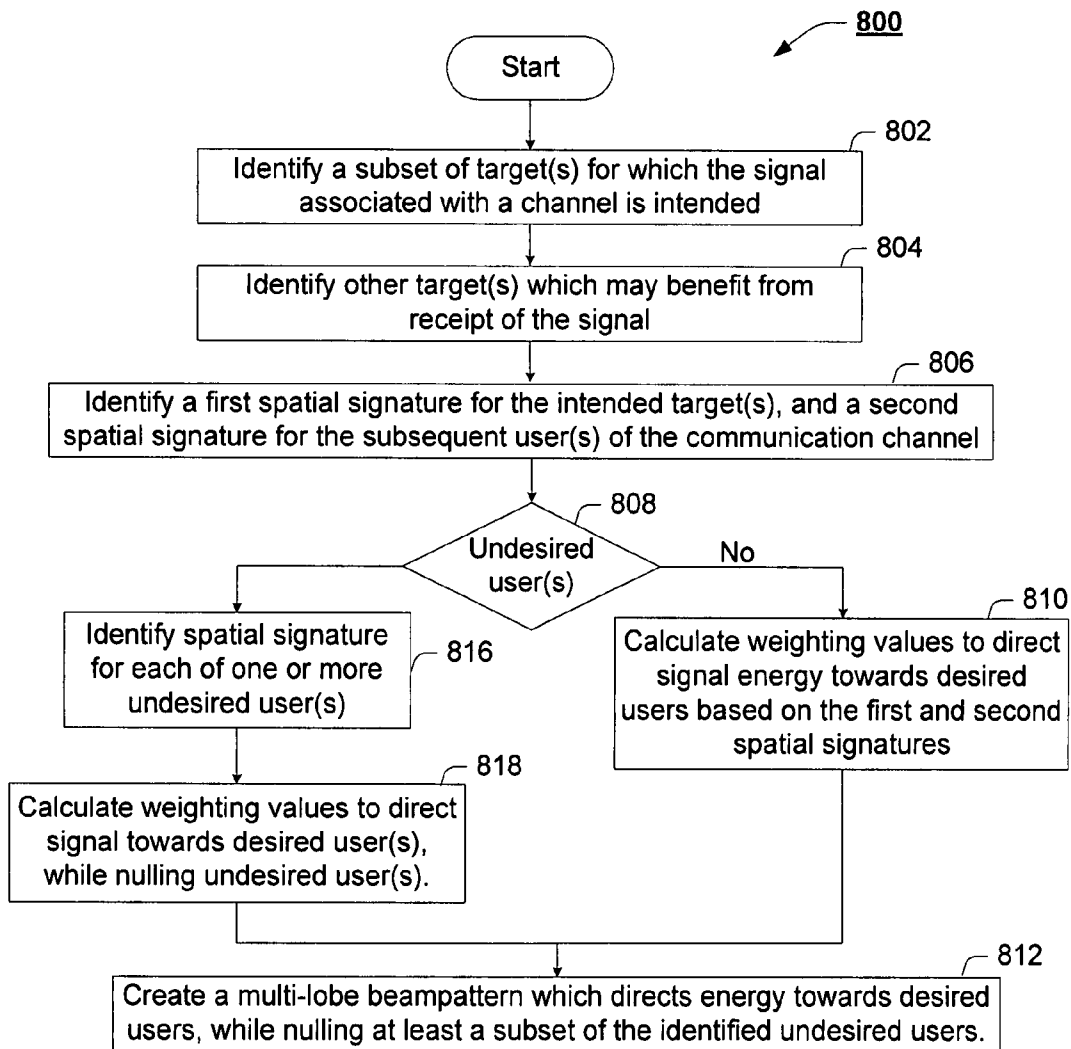 800
Start
802
Identify a subset of target(s) for which the signal
associated with a channel is intended
804
Identify other target(s) which may benefit from
receipt of the signal
806
Identify a first spatial signature for the intended target(s), and a second
spatial signature for the subsequent user(s) of the communication channel
808
Undesired
user(s)
No
816
Identify spatial signature
for each of one or more
undesired user(s)
810
Calculate weighting values to direct
signal energy towards desired
users based on the first and second
spatial signatures
818
Calculate weighting values to direct
signal towards desired user(s),
while nulling undesired user(s).
812
Create a multi-lobe beampattern which directs energy towards desired
users, while nulling at least a subset of the identified undesired users.